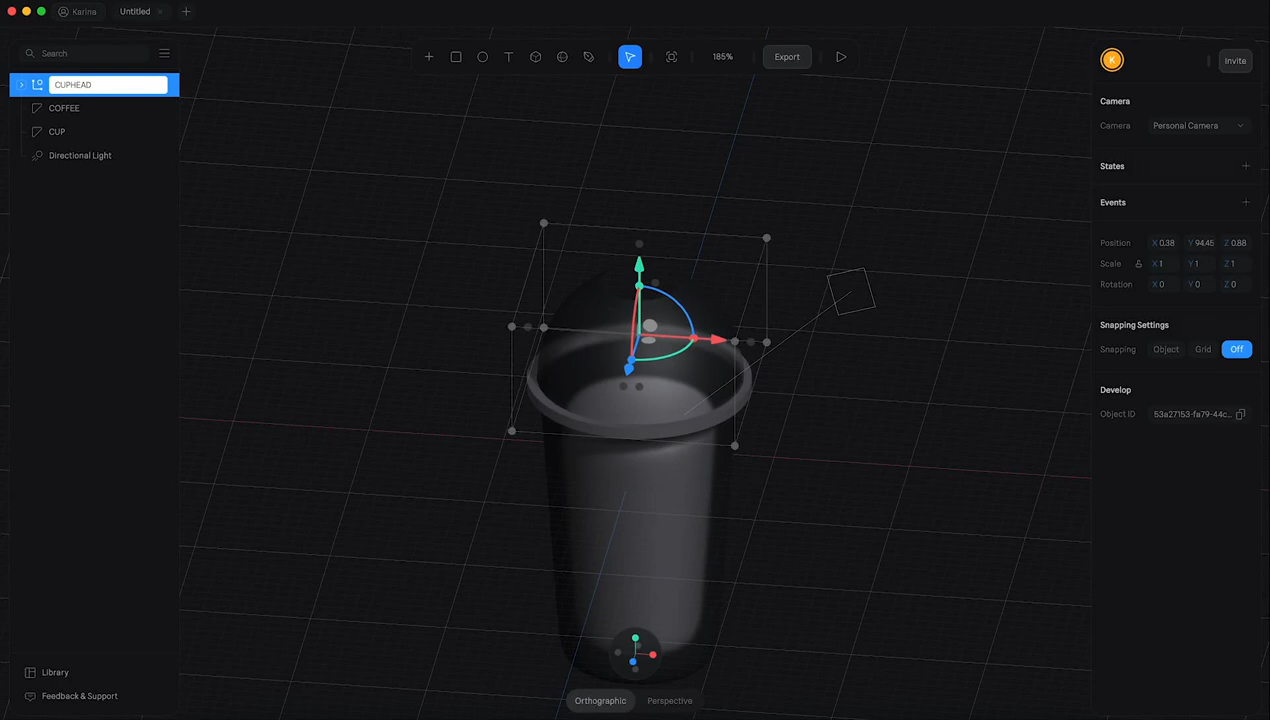 Karina
Untitled
Search
185%
Export
K
Invite
CUPHEAD
COFFEE
CUP
Directional Light
Camera
Camera Personal Camera
States
Events
Position X 0.38 Y 94.45 Z 0.88
Scale X 1 Y 1 Z 1
Rotation X 0 Y 0 Z 0
Snapping Settings
Snapping Object Grid Off
Develop
Object ID 53a27153-fa79-44c...
Library
Feedback & Support
Orthographic Perspective